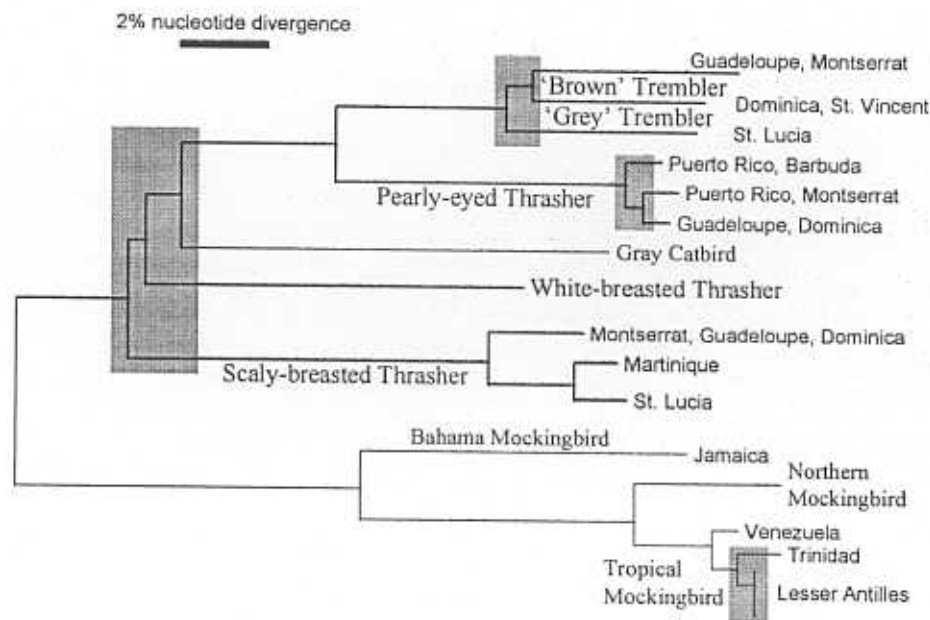 2% nucleotide divergence
Guadeloupe, Montserrat
'Brown' Trembler
Dominica, St. Vincent
'Grey' Trembler
St. Lucia
Puerto Rico, Barbuda
Pearly-eyed Thrasher
Puerto Rico, Montserrat
Guadeloupe, Dominica
Gray Catbird
White-breasted Thrasher
Montserrat, Guadeloupe, Dominica
Scaly-breasted Thrasher
Martinique
St. Lucia
Bahama Mockingbird
Jamaica
Northern
Mockingbird
Venezuela
Trinidad
Tropical
Mockingbird
Lesser Antilles